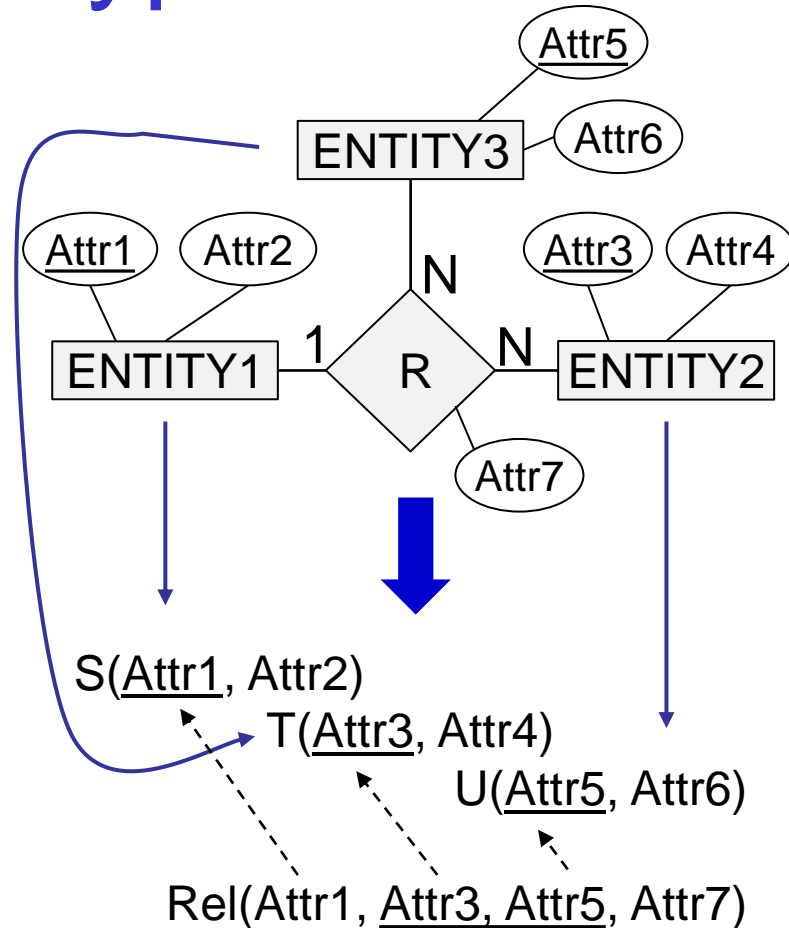 Attr5
ENTITY3
Attr6
Attr1
Attr2
Attr3
Attr4
N
1
N
ENTITY1
R
ENTITY2
Attr7
S(Attr1, Attr2)
T(Attr3, Attr4)
U(Attr5, Attr6)
Rel(Attr1, Attr3, Attr5, Attr7)